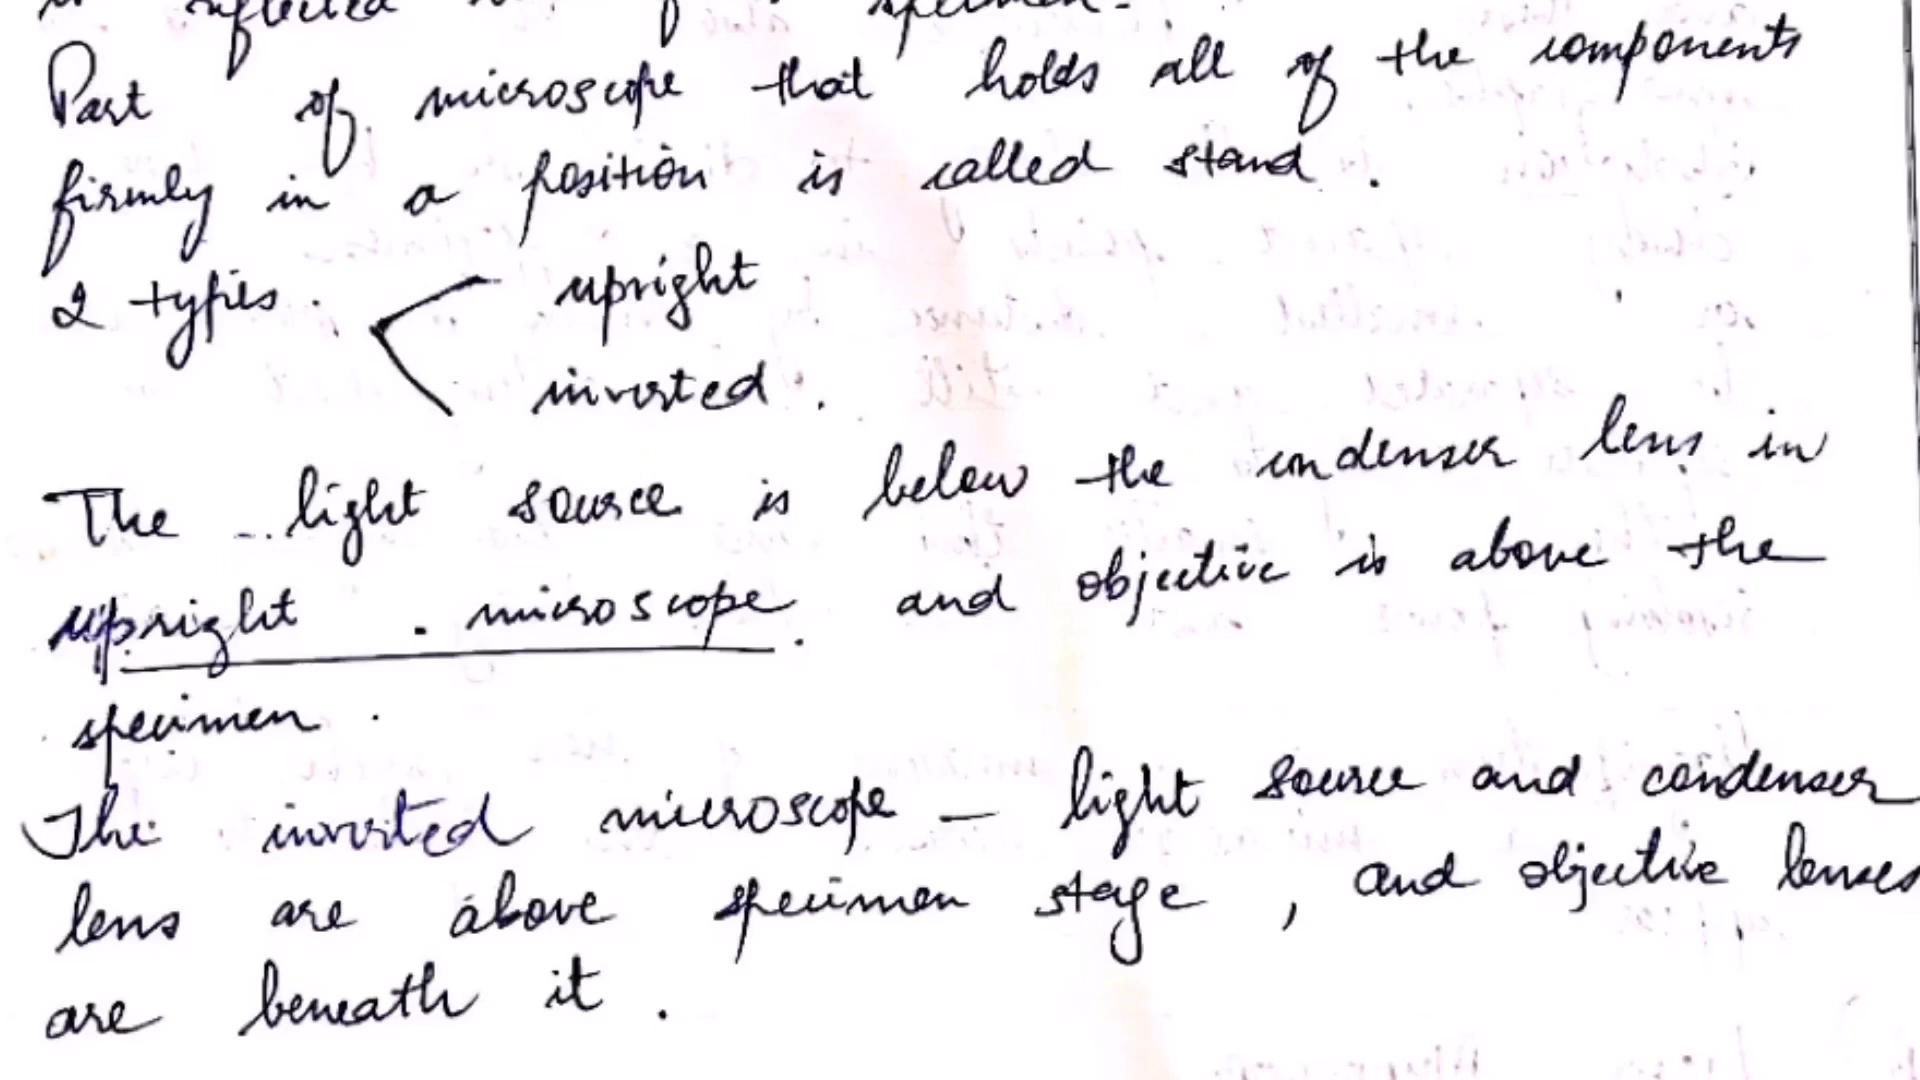 specimen.
Part of microscope that holds all of the components
firmly in a position is called stand.
2 types.
upright
inverted.
The light source is below the condenser lens in
upright microscope. and objective is above the
specimen.
The inverted microscope — light source and condenser
lens are above specimen stage, and objective lenses
are beneath it.